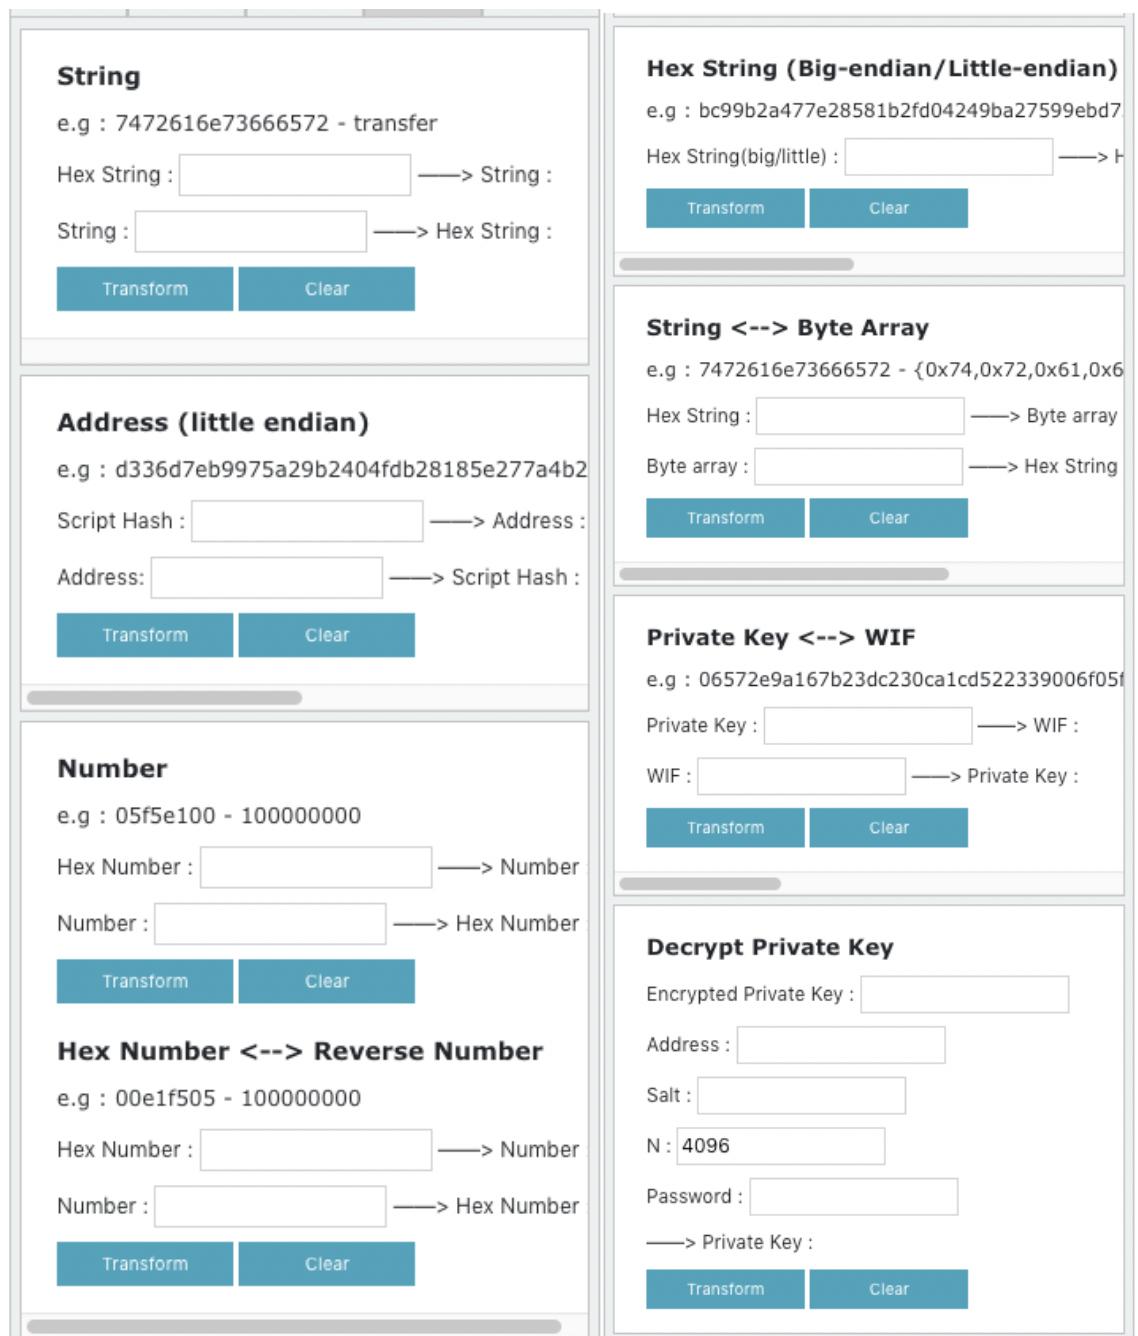 String
e.g : 7472616e73666572 - transfer
Hex String : ——> String :
String : ——> Hex String :
Transform Clear
Address (little endian)
e.g : d336d7eb9975a29b2404fdb28185e277a4b2
Script Hash : ——> Address :
Address: ——> Script Hash :
Transform Clear
Number
e.g : 05f5e100 - 100000000
Hex Number : ——> Number
Number : ——> Hex Number
Transform Clear
Hex Number <--> Reverse Number
e.g : 00e1f505 - 100000000
Hex Number : ——> Number
Number : ——> Hex Number
Transform Clear
Hex String (Big-endian/Little-endian)
e.g : bc99b2a477e28581b2fd04249ba27599ebd7
Hex String(big/little) : ——> H
Transform Clear
String <--> Byte Array
e.g : 7472616e73666572 - {0x74,0x72,0x61,0x6
Hex String : ——> Byte array
Byte array : ——> Hex String
Transform Clear
Private Key <--> WIF
e.g : 06572e9a167b23dc230ca1cd522339006f05f
Private Key : ——> WIF :
WIF : ——> Private Key :
Transform Clear
Decrypt Private Key
Encrypted Private Key :
Address :
Salt :
N : 4096
Password :
——> Private Key :
Transform Clear